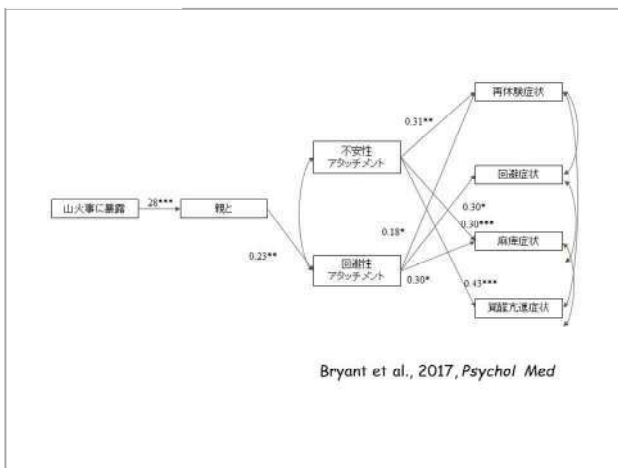 再体験症状
0.31**
不安性
アタッチメント
回避症状
山火事に暴露
28***
親と
0.30*
0.30***
0.18*
麻痺症状
0.23**
回避性
アタッチメント
0.30*
0.43***
覚醒亢進症状
Bryant et al., 2017, Psychol Med